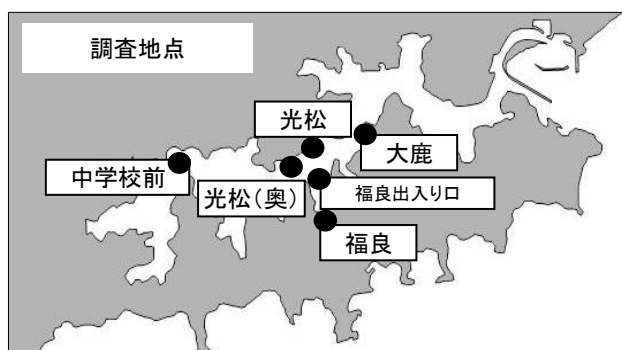 調査地点
光松
大鹿
中学校前
光松（奥）
福良出入り口
福良